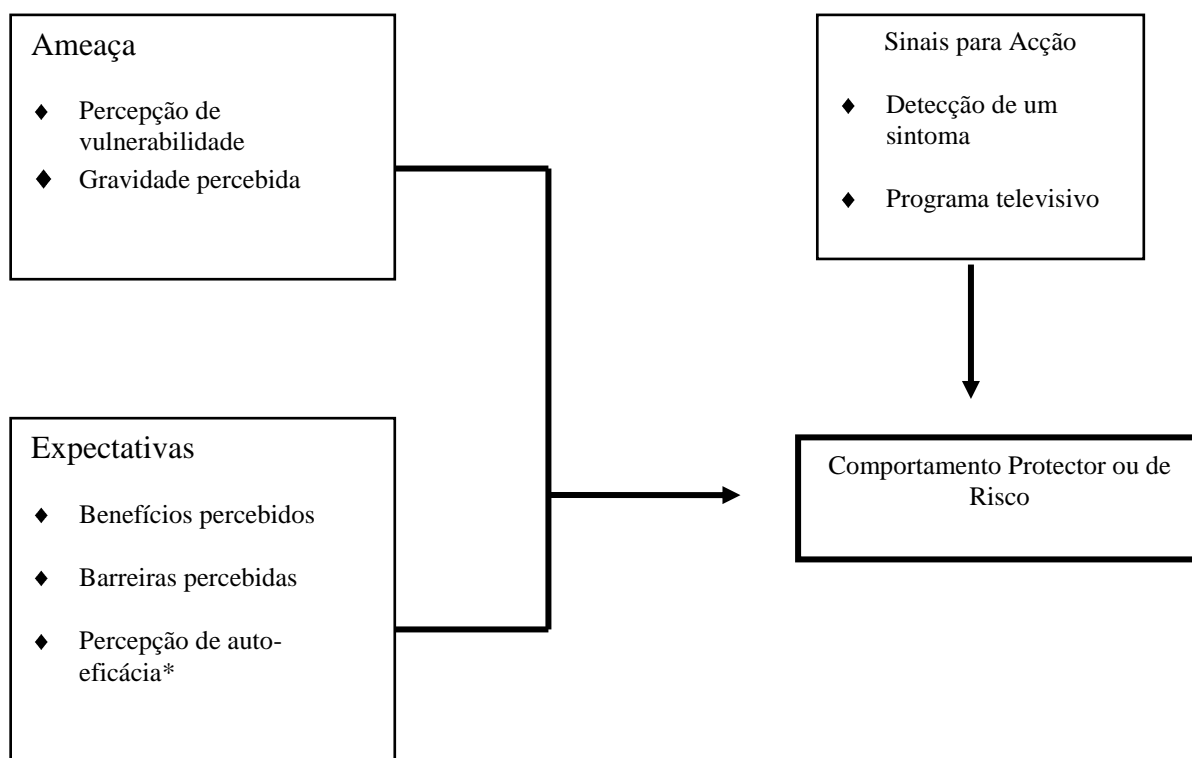 Ameaça
♦ Percepção de
vulnerabilidade
♦ Gravidade percebida
Sinais para Acção
♦ Detecção de um
sintoma
♦ Programa televisivo
Expectativas
♦ Benefícios percebidos
♦ Barreiras percebidas
♦ Percepção de auto-
eficácia*
Comportamento Protector ou de
Risco